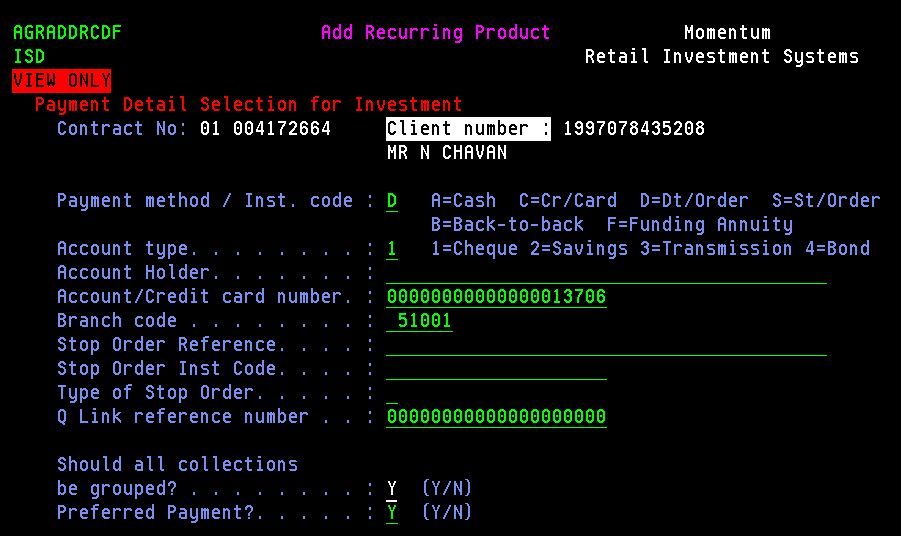 AGRADDRCDF Add Recurring Product Momentum
ISD Retail Investment Systems
VIEW ONLY
Payment Detail Selection for Investment
Contract No: 01 004172664 Client number : 1997078435208
MR N CHAVAN
Payment method / Inst. code : D A=Cash C=Cr/Card D=Dt/Order S=St/Order
B=Back-to-back F=Funding Annuity
Account type. . . . . . . . : 1 1=Cheque 2=Savings 3=Transmission 4=Bond
Account Holder. . . . . . . :
Account/Credit card number. : 00000000000000013706
Branch code . . . . . . . . : 51001
Stop Order Reference. . . . :
Stop Order Inst Code. . . . :
Type of Stop Order. . . . . :
Q Link reference number . . : 00000000000000000000
Should all collections
be grouped? . . . . . . . . : Y (Y/N)
Preferred Payment?. . . . . : Y (Y/N)